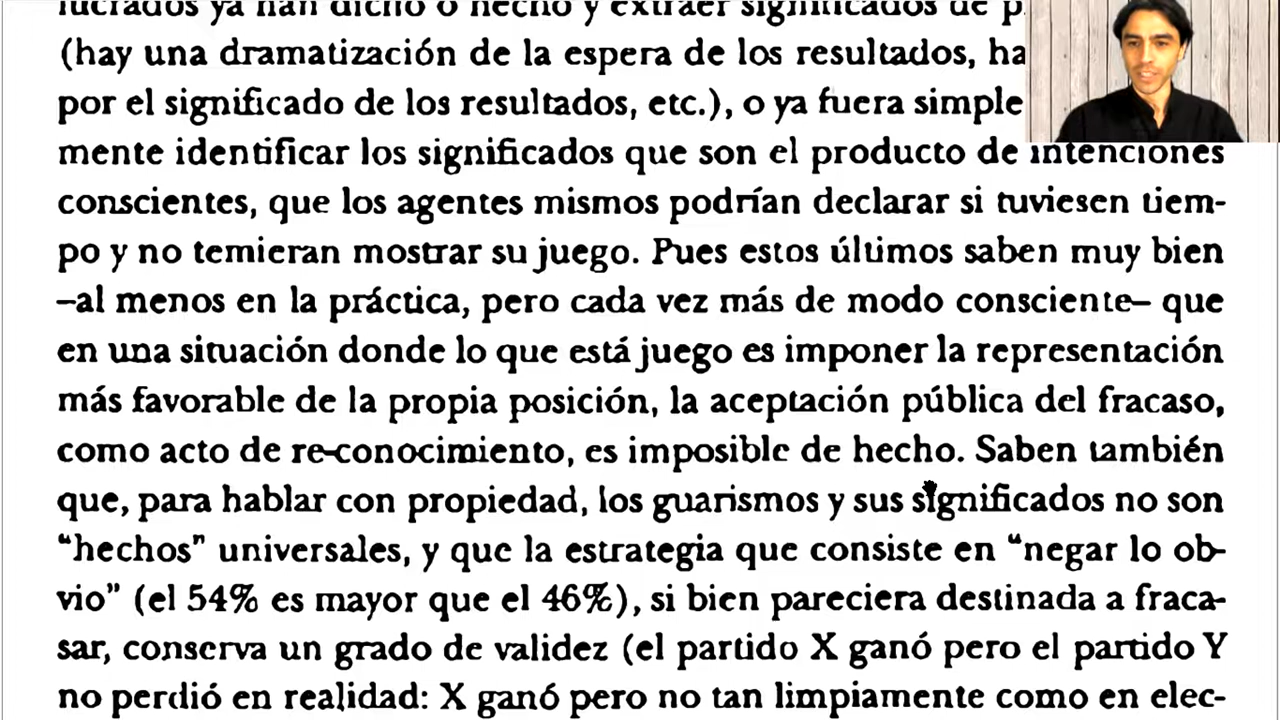 lucrados ya han dicho o hecho y extraer significados de
(hay una dramatización de la espera de los resultados,
por el significado de los resultados, etc.), o ya fuera simple
mente identificar los significados que son el producto de intenciones
conscientes, que los agentes mismos podrían declarar si tuviesen tiem-
po y no temieran mostrar su juego. Pues estos últimos saben muy bien
–al menos en la práctica, pero cada vez más de modo consciente– que
en una situación donde lo que está juego es imponer la representación
más favorable de la propia posición, la aceptación pública del fracaso,
como acto de re-conocimiento, es imposible de hecho. Saben también
que, para hablar con propiedad, los guarismos y sus significados no son
“hechos” universales, y que la estrategia que consiste en “negar lo ob-
vio” (el 54% es mayor que el 46%), si bien pareciera destinada a fraca-
sar, conserva un grado de validez (el partido X ganó pero el partido Y
no perdió en realidad: X ganó pero no tan limpiamente como en elec-